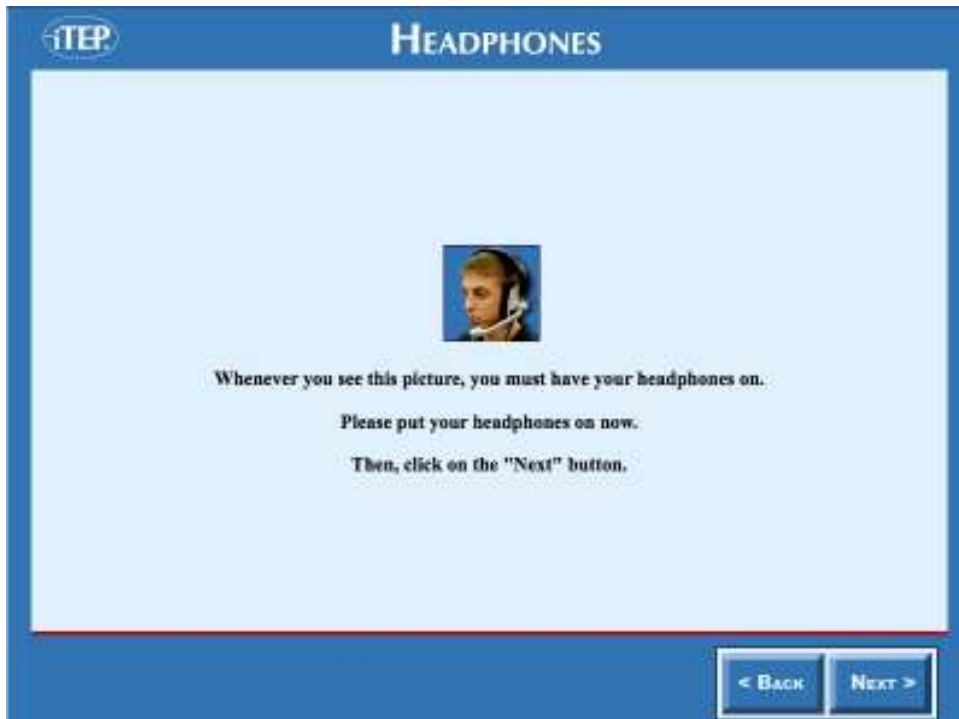 iTEP.
HEADPHONES
Whenever you see this picture, you must have your headphones on.
Please put your headphones on now.
Then, click on the "Next" button.
< BACK NEXT >